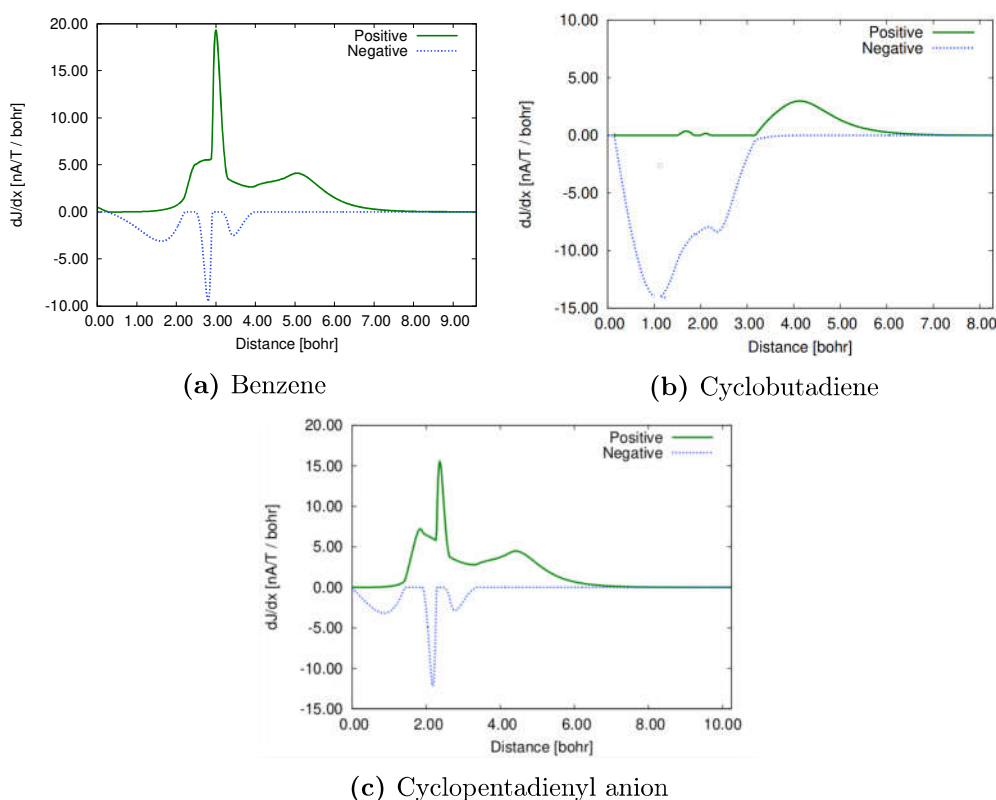 20.00
15.00
10.00
5.00
0.00
-5.00
-10.00
0.00 1.00 2.00 3.00 4.00 5.00 6.00 7.00 8.00 9.00
dJ/dx [nA/T / bohr]
Distance [bohr]
Positive
Negative
(a) Benzene
10.00
5.00
0.00
-5.00
-10.00
-15.00
0.00 1.00 2.00 3.00 4.00 5.00 6.00 7.00 8.00
dJ/dx [nA/T / bohr]
Distance [bohr]
Positive
Negative
(b) Cyclobutadiene
20.00
15.00
10.00
5.00
0.00
-5.00
-10.00
-15.00
0.00 2.00 4.00 6.00 8.00 10.00
dJ/dx [nA/T / bohr]
Distance [bohr]
Positive
Negative
(c) Cyclopentadienyl anion